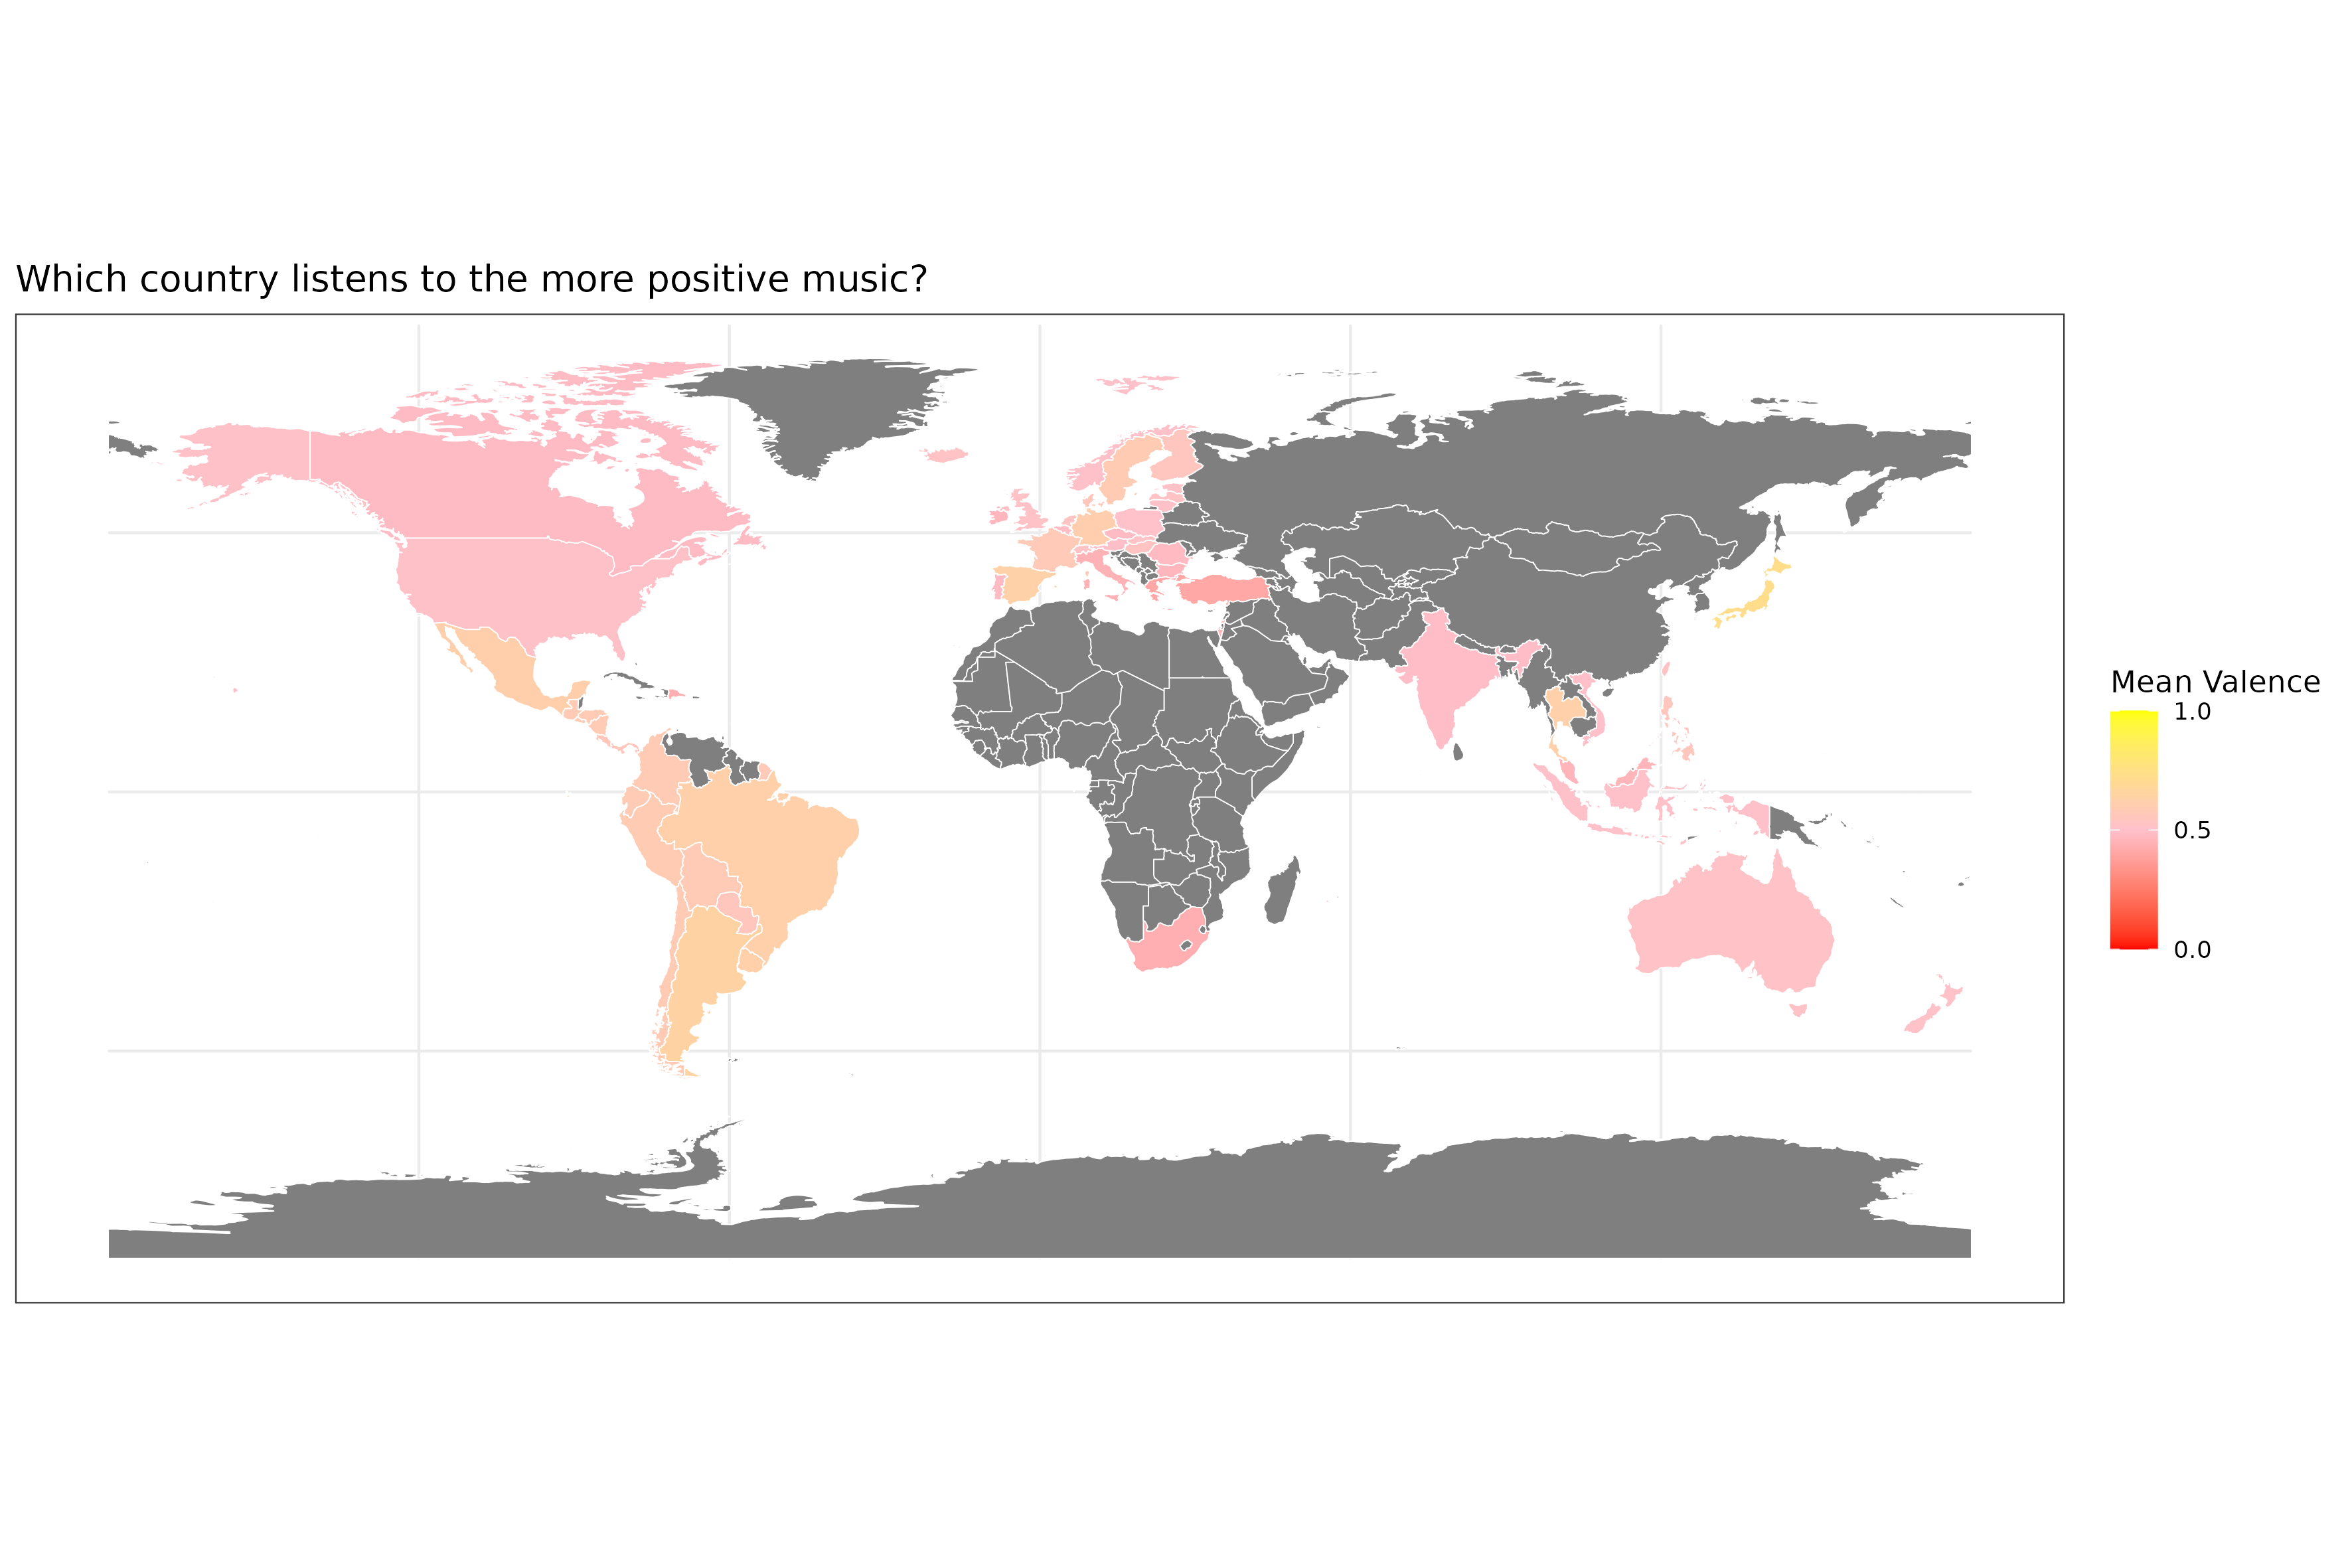 Which country listens to the more positive music?
Mean Valence
1.0
0.5
0.0